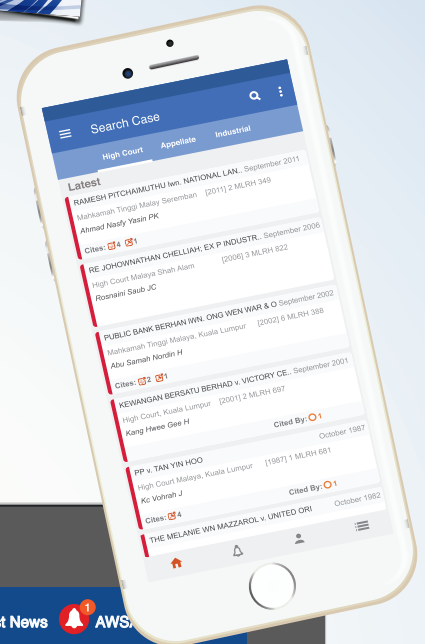 Search Case
High Court Appellate Industrial
Latest
RAMESH PITCHAIMUTHU lwn. NATIONAL LAN.. September 2011
Mahkamah Tinggi Malay Seremban [2011] 2 MLRH 349
Ahmad Nasfy Yasin PK
Cites: 4 1
RE JOHOWNATHAN CHELLIAH; EX P INDUSTR.. September 2006
High Court Malaya Shah Alam [2006] 3 MLRH 822
Rosnaini Saub JC
PUBLIC BANK BERHAN lWN. ONG WEN WAR & O September 2002
Mahkamah Tinggi Malaya, Kuala Lumpur [2002] 6 MLRH 388
Abu Samah Nordin H
Cites: 2 1
KEWANGAN BERSATU BERHAD v. VICTORY CE.. September 2001
High Court, Kuala Lumpur [2001] 2 MLRH 697
Kang Hwee Gee H
Cited By: 1
October 1987
PP v. TAN YIN HOO
High Court Malaya, Kuala Lumpur [1987] 1 MLRH 681
Kc Vohrah J
Cites: 4 Cited By: 1
THE MELANIE WN MAZZAROL v. UNITED ORI October 1982
st News 1 AWSA